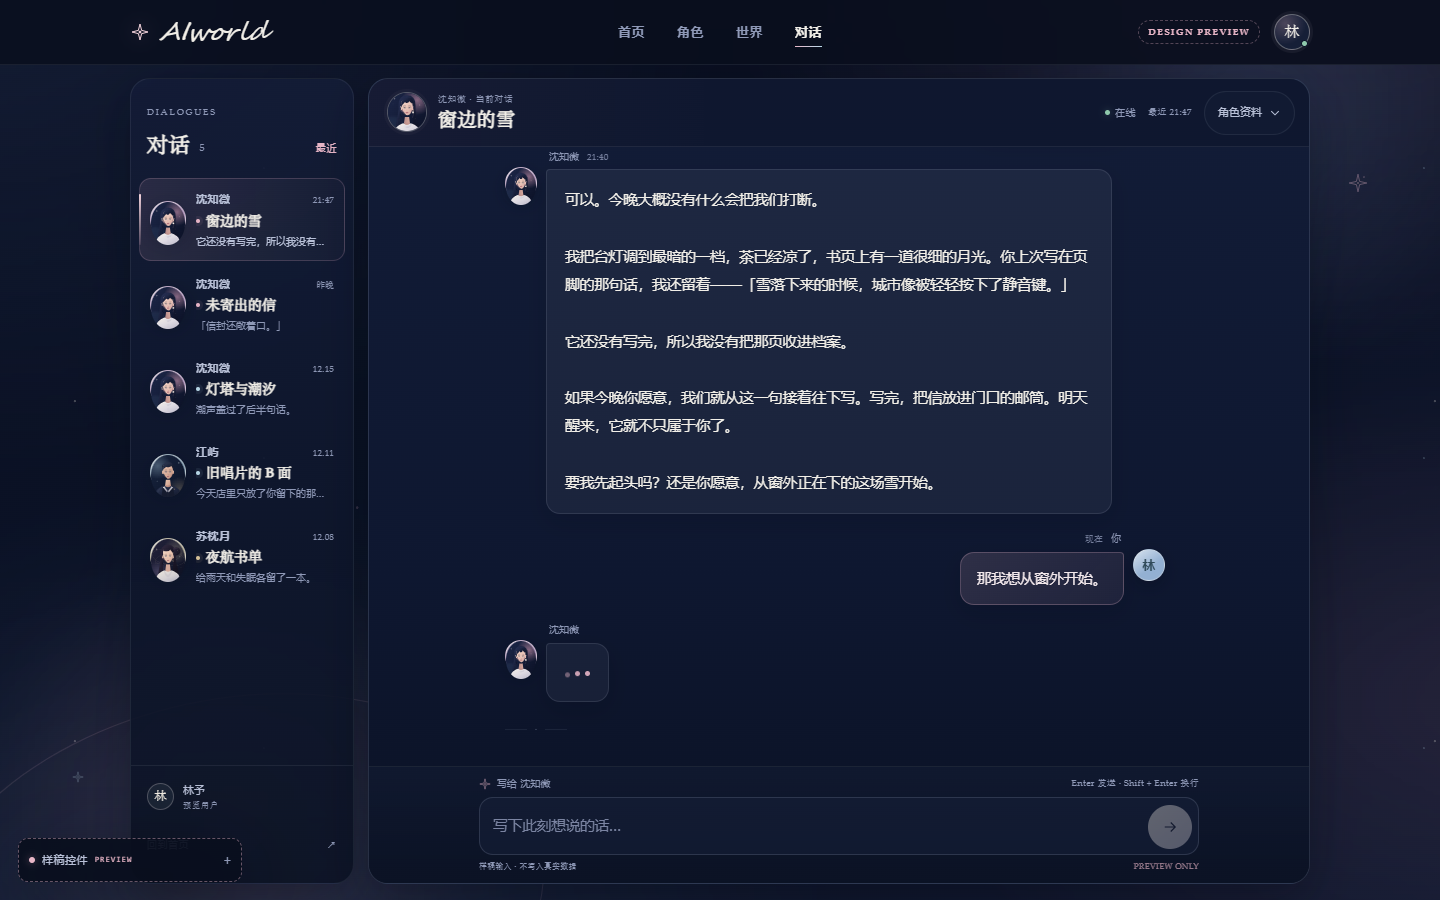 AIworld
首页
角色
世界
对话
DESIGN PREVIEW
林
DIALOGUES
对话 5
最近
沈知微 21:47
窗边的雪
它还没有写完，所以我没有...
沈知微 昨晚
未寄出的信
「信封还敞着口。」
沈知微 12.15
灯塔与潮汐
潮声盖过了后半句话。
江屿 12.11
旧唱片的 B 面
今天店里只放了你留下的那...
苏枕月 12.08
夜航书单
给雨天和失眠各留了一本。
林
林予
预览用户
↗
样稿控件 PREVIEW +
沈知微 · 当前对话
窗边的雪
在线
最近 21:47
角色资料
沈知微 21:40
可以。今晚大概没有什么会把我们打断。
我把台灯调到最暗的一档，茶已经凉了，书页上有一道很细的月光。你上次写在页
脚的那句话，我还留着——「雪落下来的时候，城市像被轻轻按下了静音键。」
它还没有写完，所以我没有把那页收进档案。
如果今晚你愿意，我们就从这一句接着往下写。写完，把信放进门口的邮筒。明天
醒来，它就不只属于你了。
要我先起头吗？还是你愿意，从窗外正在下的这场雪开始。
现在 你
那我想从窗外开始。
林
沈知微
写给 沈知微
Enter 发送 · Shift + Enter 换行
写下此刻想说的话...
样稿输入 · 不写入真实数据
PREVIEW ONLY